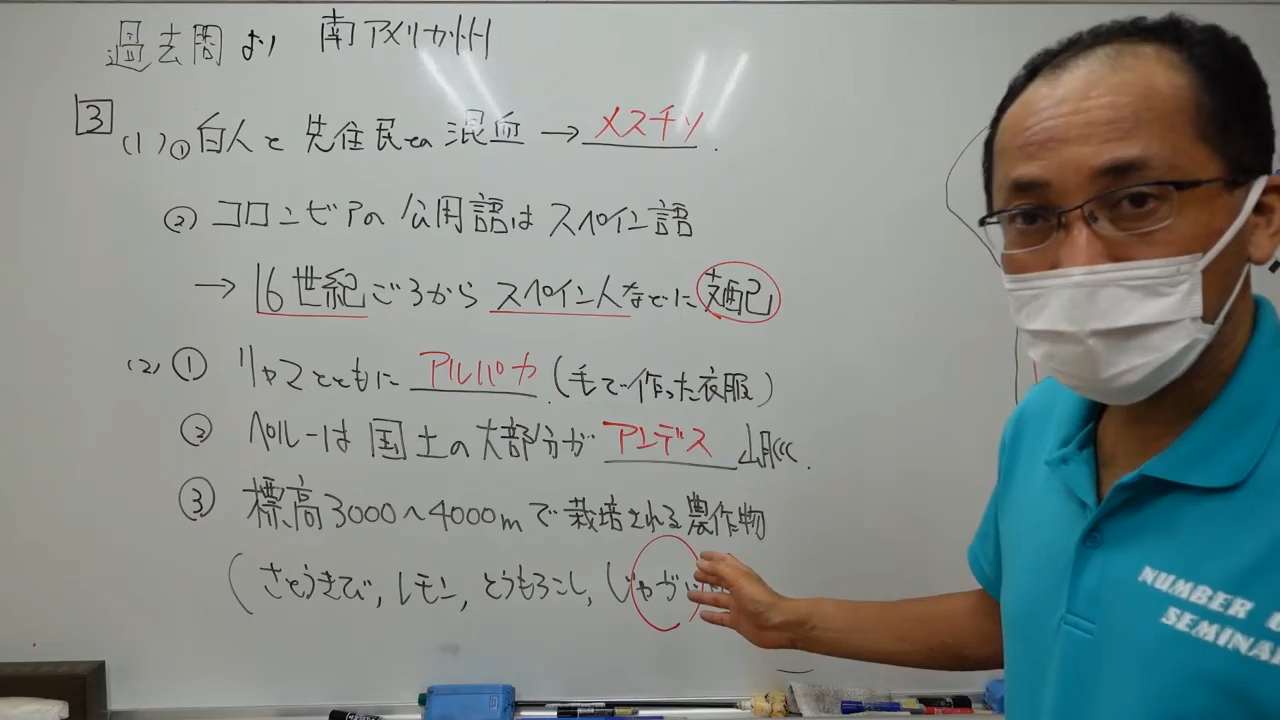 過去問より 南アメリカ州
3
(1)① 白人と先住民との混血 → メスチソ.
② コロンビアの公用語はスペイン語
→ 16世紀ごろからスペイン人などに支配
(2)① リャマとともにアルパカ.(毛で作った衣服)
② ペルーは国土の大部分がアンデス山脈.
③ 標高3000~4000mで栽培される農作物
(さとうきび, レモン, とうもろこし, じゃがい
NUMBER
SEMINA